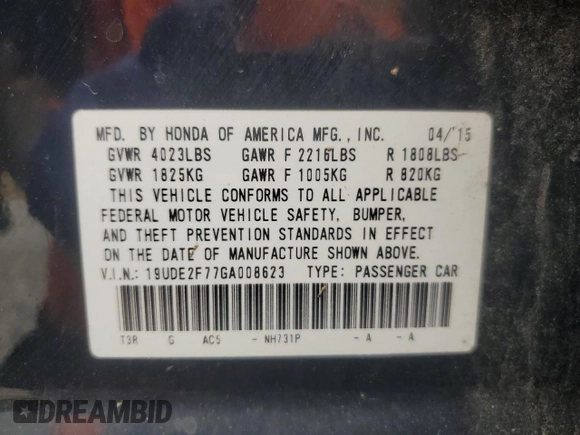 MFD. BY HONDA OF AMERICA MFG., INC. 04/15
GVWR 4023LBS GAWR F 2216LBS R 1808LBS
GVWR 1825KG GAWR F 1005KG R 820KG
THIS VEHICLE CONFORMS TO ALL APPLICABLE
FEDERAL MOTOR VEHICLE SAFETY, BUMPER,
AND THEFT PREVENTION STANDARDS IN EFFECT
ON THE DATE OF MANUFACTURE SHOWN ABOVE.
V.I.N.: 19UDE2F77GA008623 TYPE: PASSENGER CAR
T3R G AC5 - NH731P - A - A
DREAMBID